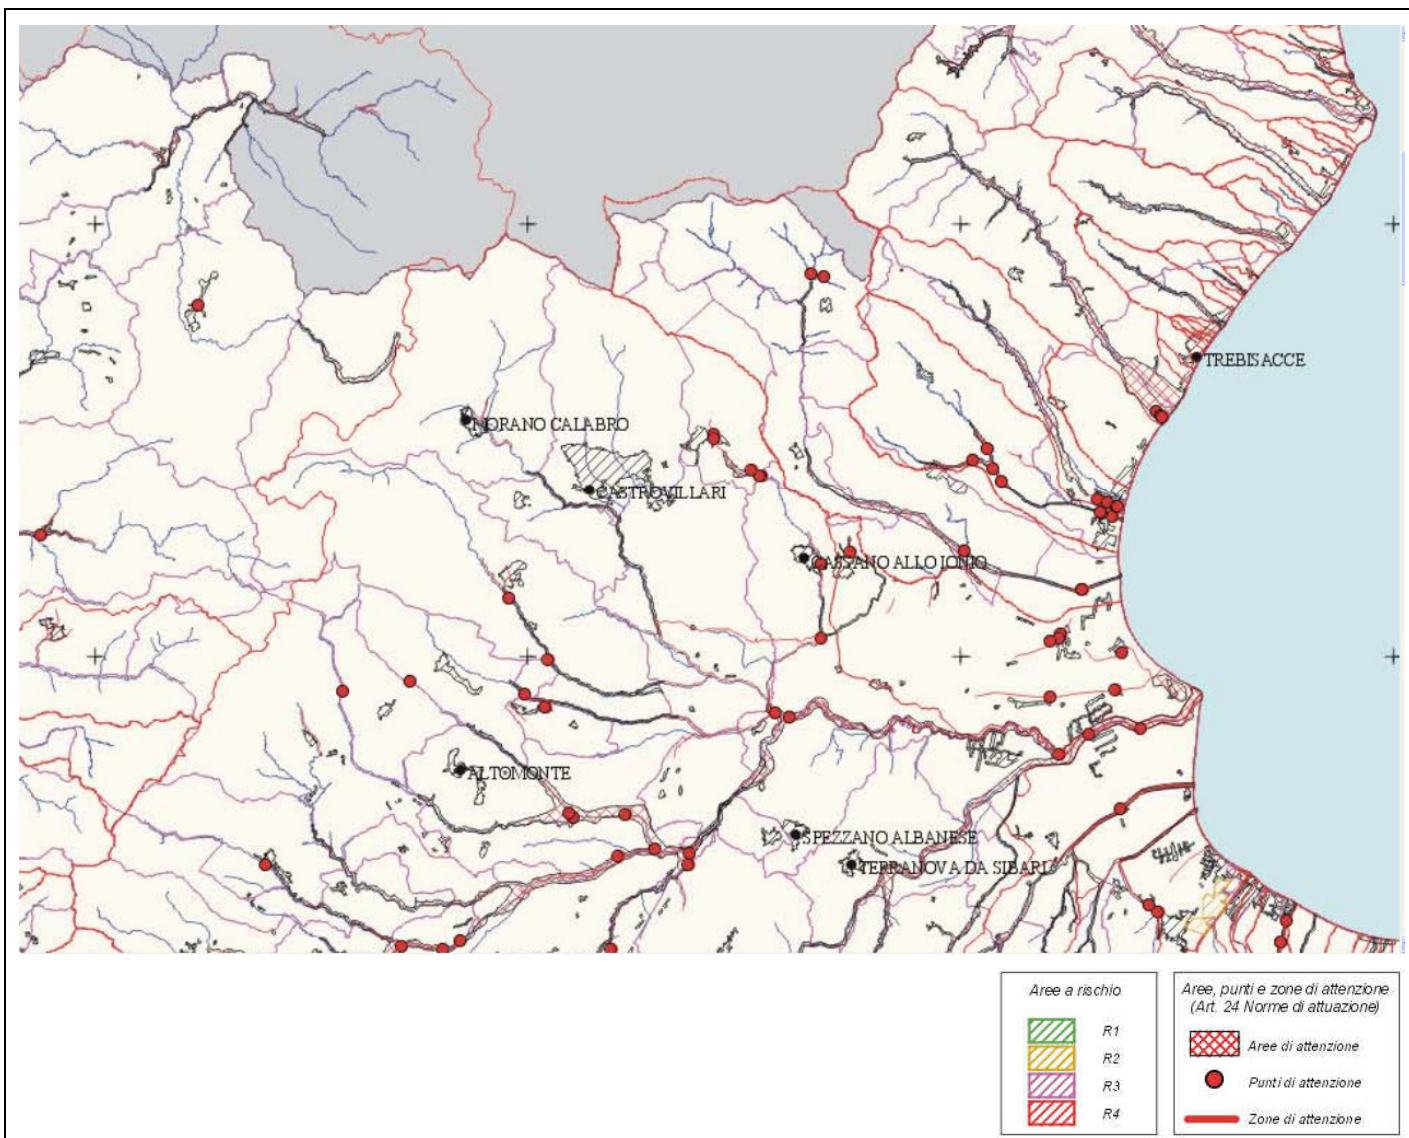 TREBISACCE
MORANO CALABRO
CASTROVILLARI
CASSANO ALLO IONIO
ALTOMONTE
SPEZZANO ALBANESE
TERRANOVA DA SIBARI
Aree a rischio
R1
R2
R3
R4
Aree, punti e zone di attenzione
(Art. 24 Norme di attuazione)
Aree di attenzione
Punti di attenzione
Zone di attenzione